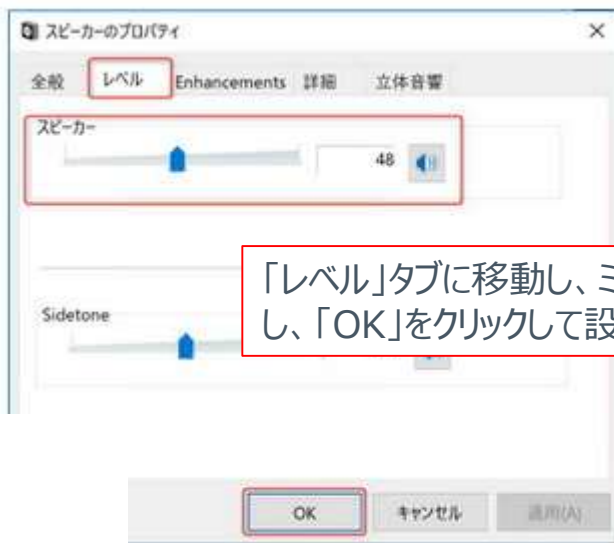 スピーカーのプロパティ
全般 レベル Enhancements 詳細 立体音響
スピーカー
48
「レベル」タブに移動し、ミ
し、「OK」をクリックして設
Sidetone
OK キャンセル 適用(A)